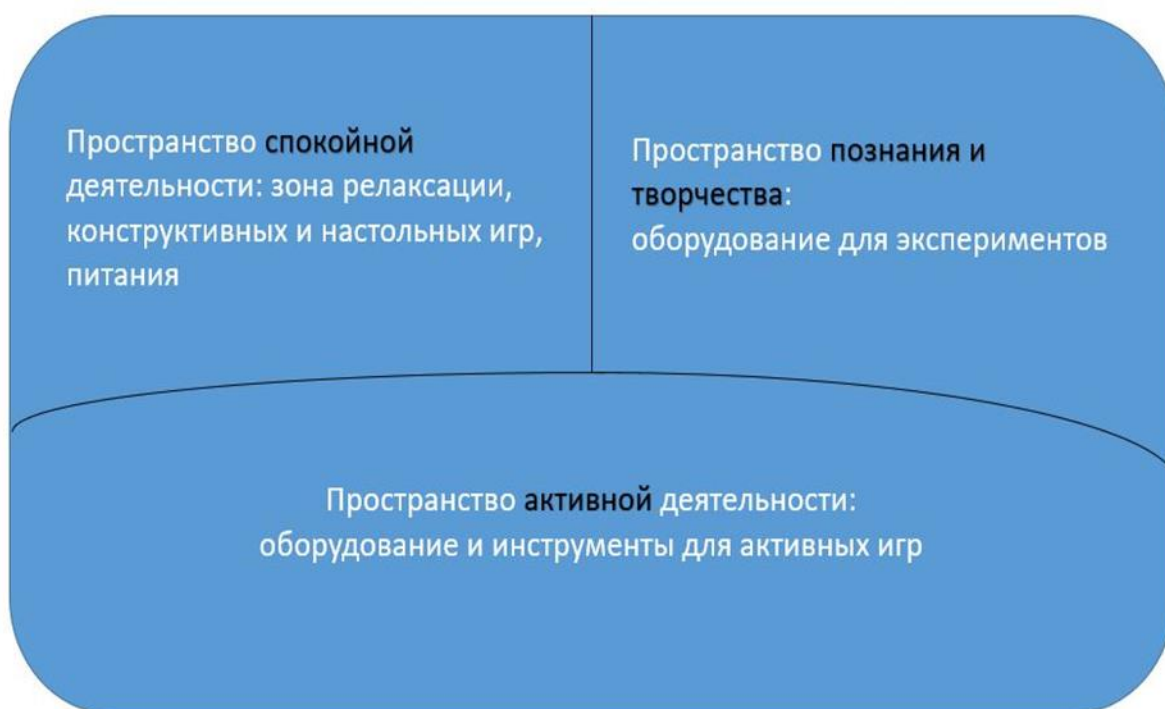 Пространство спокойной
деятельности: зона релаксации,
конструктивных и настольных игр,
питания
Пространство познания и
творчества:
оборудование для экспериментов
Пространство активной деятельности:
оборудование и инструменты для активных игр